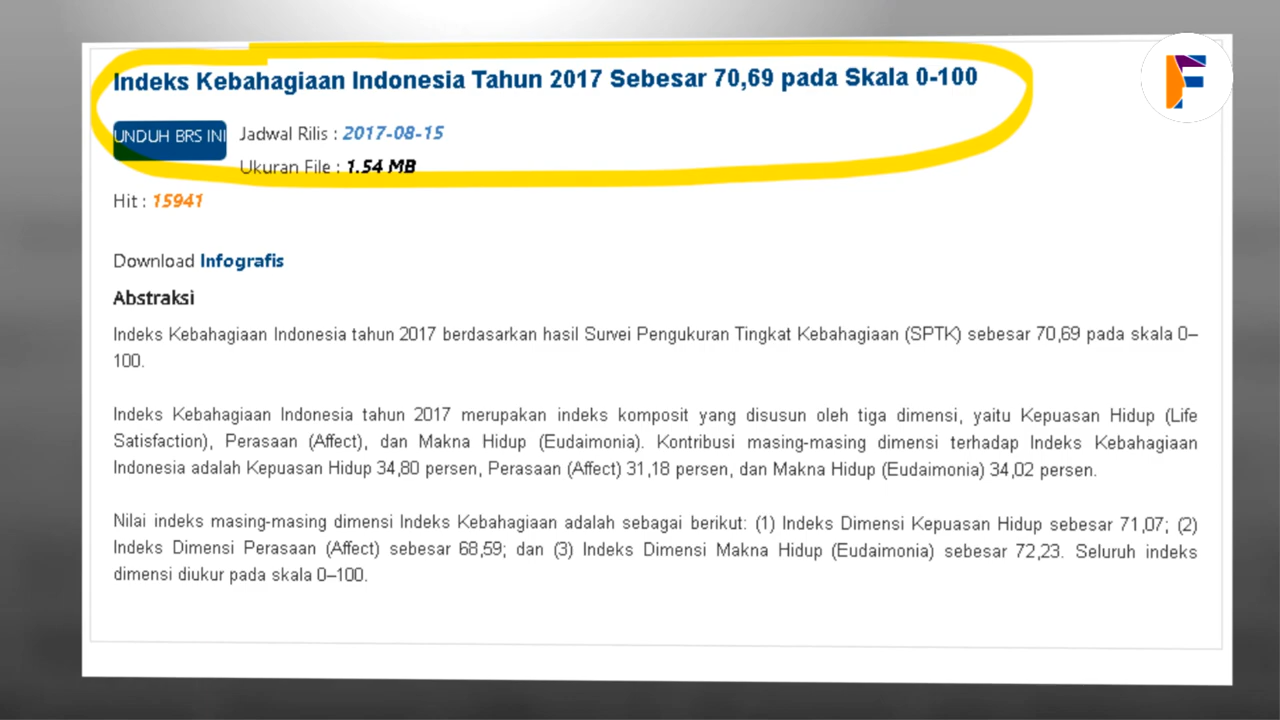 Indeks Kebahagiaan Indonesia Tahun 2017 Sebesar 70,69 pada Skala 0-100
UNDUH BRS INI
Jadwal Rilis : 2017-08-15
Ukuran File : 1.54 MB
Hit : 15941
Download Infografis
Abstraksi
Indeks Kebahagiaan Indonesia tahun 2017 berdasarkan hasil Survei Pengukuran Tingkat Kebahagiaan (SPTK) sebesar 70,69 pada skala 0–
100.
Indeks Kebahagiaan Indonesia tahun 2017 merupakan indeks komposit yang disusun oleh tiga dimensi, yaitu Kepuasan Hidup (Life
Satisfaction), Perasaan (Affect), dan Makna Hidup (Eudaimonia). Kontribusi masing-masing dimensi terhadap Indeks Kebahagiaan
Indonesia adalah Kepuasan Hidup 34,80 persen, Perasaan (Affect) 31,18 persen, dan Makna Hidup (Eudaimonia) 34,02 persen.
Nilai indeks masing-masing dimensi Indeks Kebahagiaan adalah sebagai berikut: (1) Indeks Dimensi Kepuasan Hidup sebesar 71,07; (2)
Indeks Dimensi Perasaan (Affect) sebesar 68,59; dan (3) Indeks Dimensi Makna Hidup (Eudaimonia) sebesar 72,23. Seluruh indeks
dimensi diukur pada skala 0–100.
F